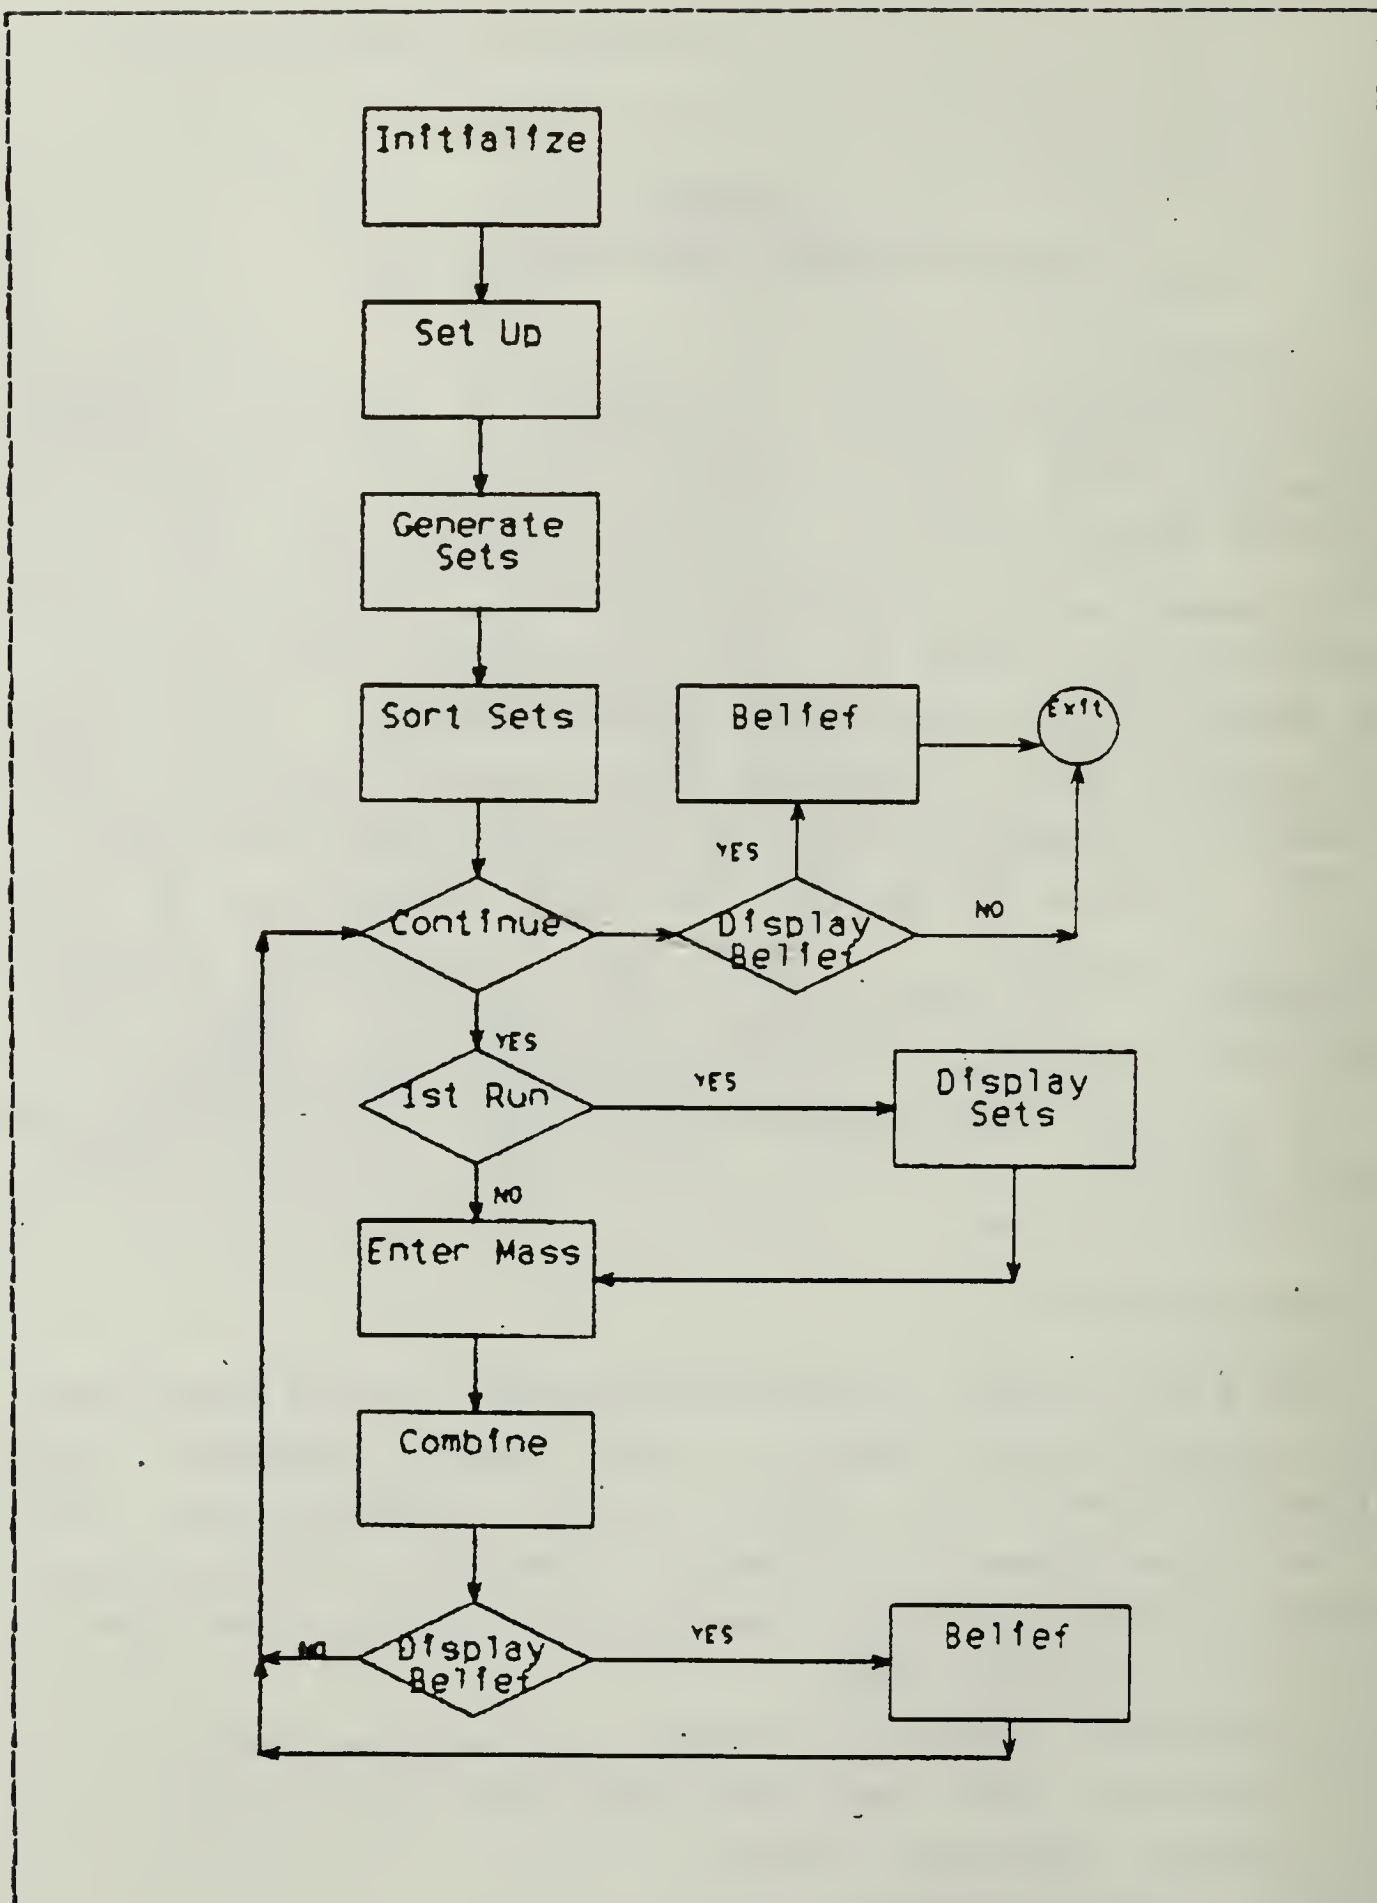 Initialize
Set Up
Generate
Sets
Sort Sets
Belief
Exit
YES
Continue
Display
Belief
NO
YES
1st Run
YES
Display
Sets
NO
Enter Mass
Combine
NO
Display
Belief
YES
Belief